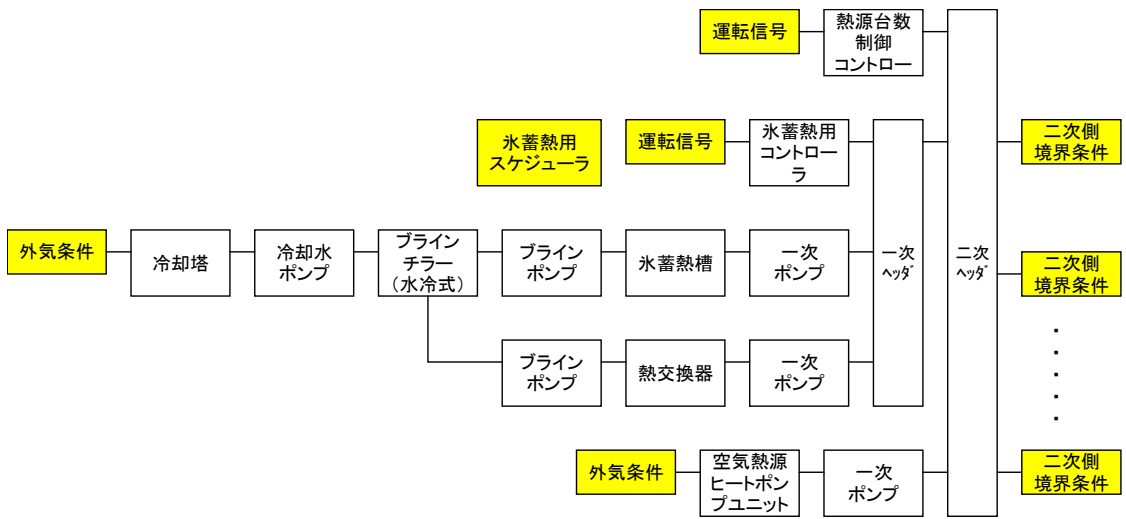 運転信号
熱源台数
制御
コントロー
氷蓄熱用
スケジューラ
運転信号
氷蓄熱用
コントロー
ラ
二次側
境界条件
外気条件
冷却塔
冷却水
ポンプ
ブライン
チラー
（水冷式）
ブライン
ポンプ
氷蓄熱槽
一次
ポンプ
一次
ﾍｯﾀﾞ
二次
ﾍｯﾀﾞ
二次側
境界条件
ブライン
ポンプ
熱交換器
一次
ポンプ
・
・
・
・
・
外気条件
空気熱源
ヒートポン
プユニット
一次
ポンプ
二次側
境界条件